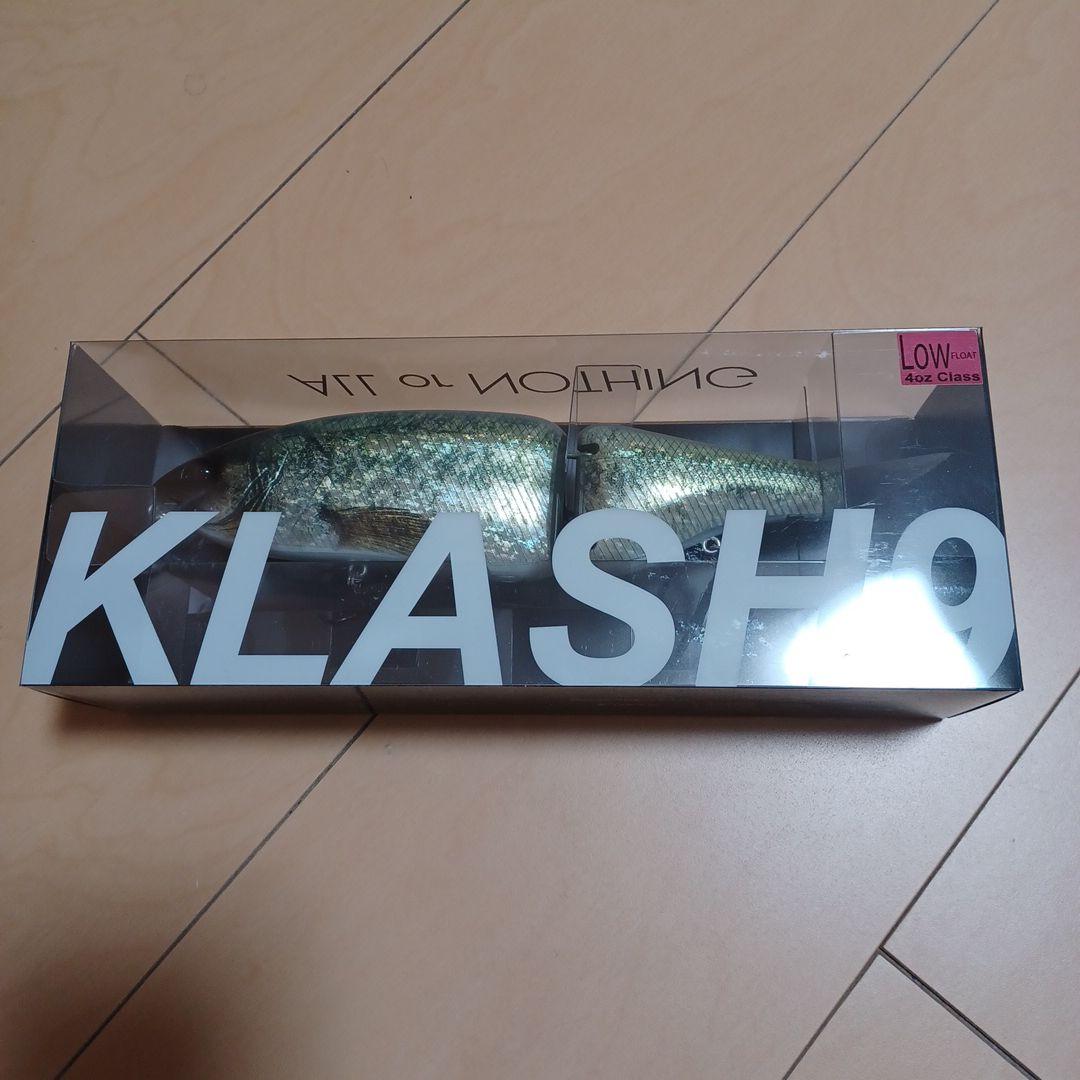 ALL or NOTHING
LOW FLOAT
4oz Class
KLASH9